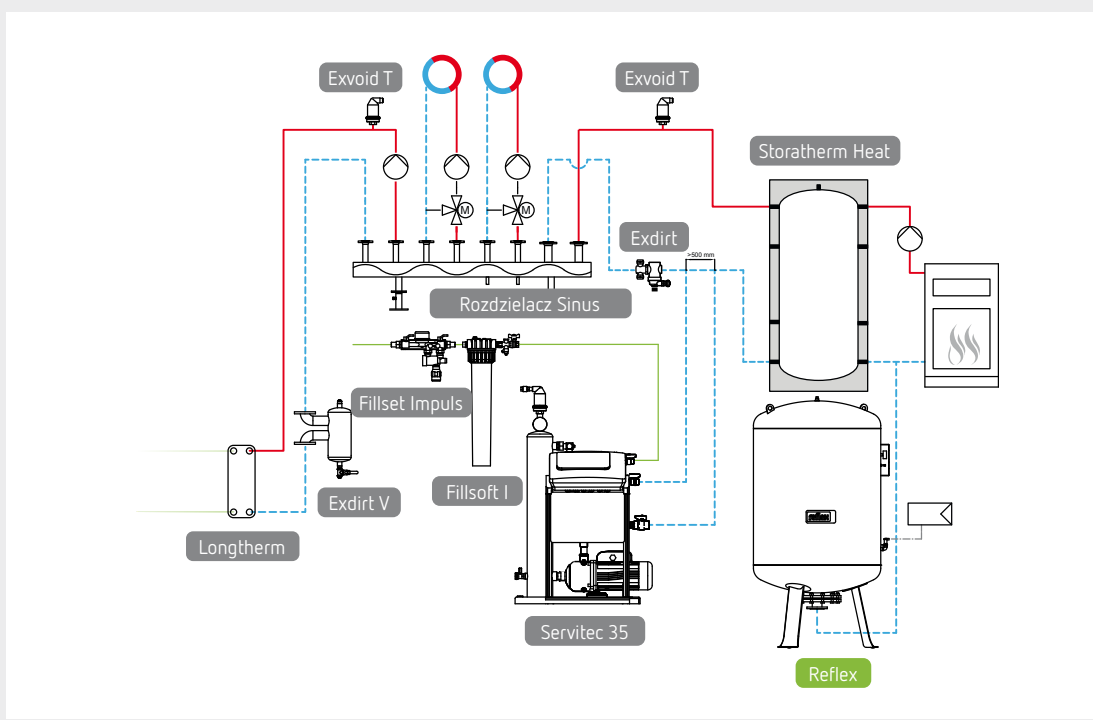 Exvoid T
Exvoid T
Storatherm Heat
M
M
Exdirt
>500 mm
Rozdzielacz Sinus
Fillset Impuls
Fillsoft I
Exdirt V
Longtherm
Servitec 35
Reflex